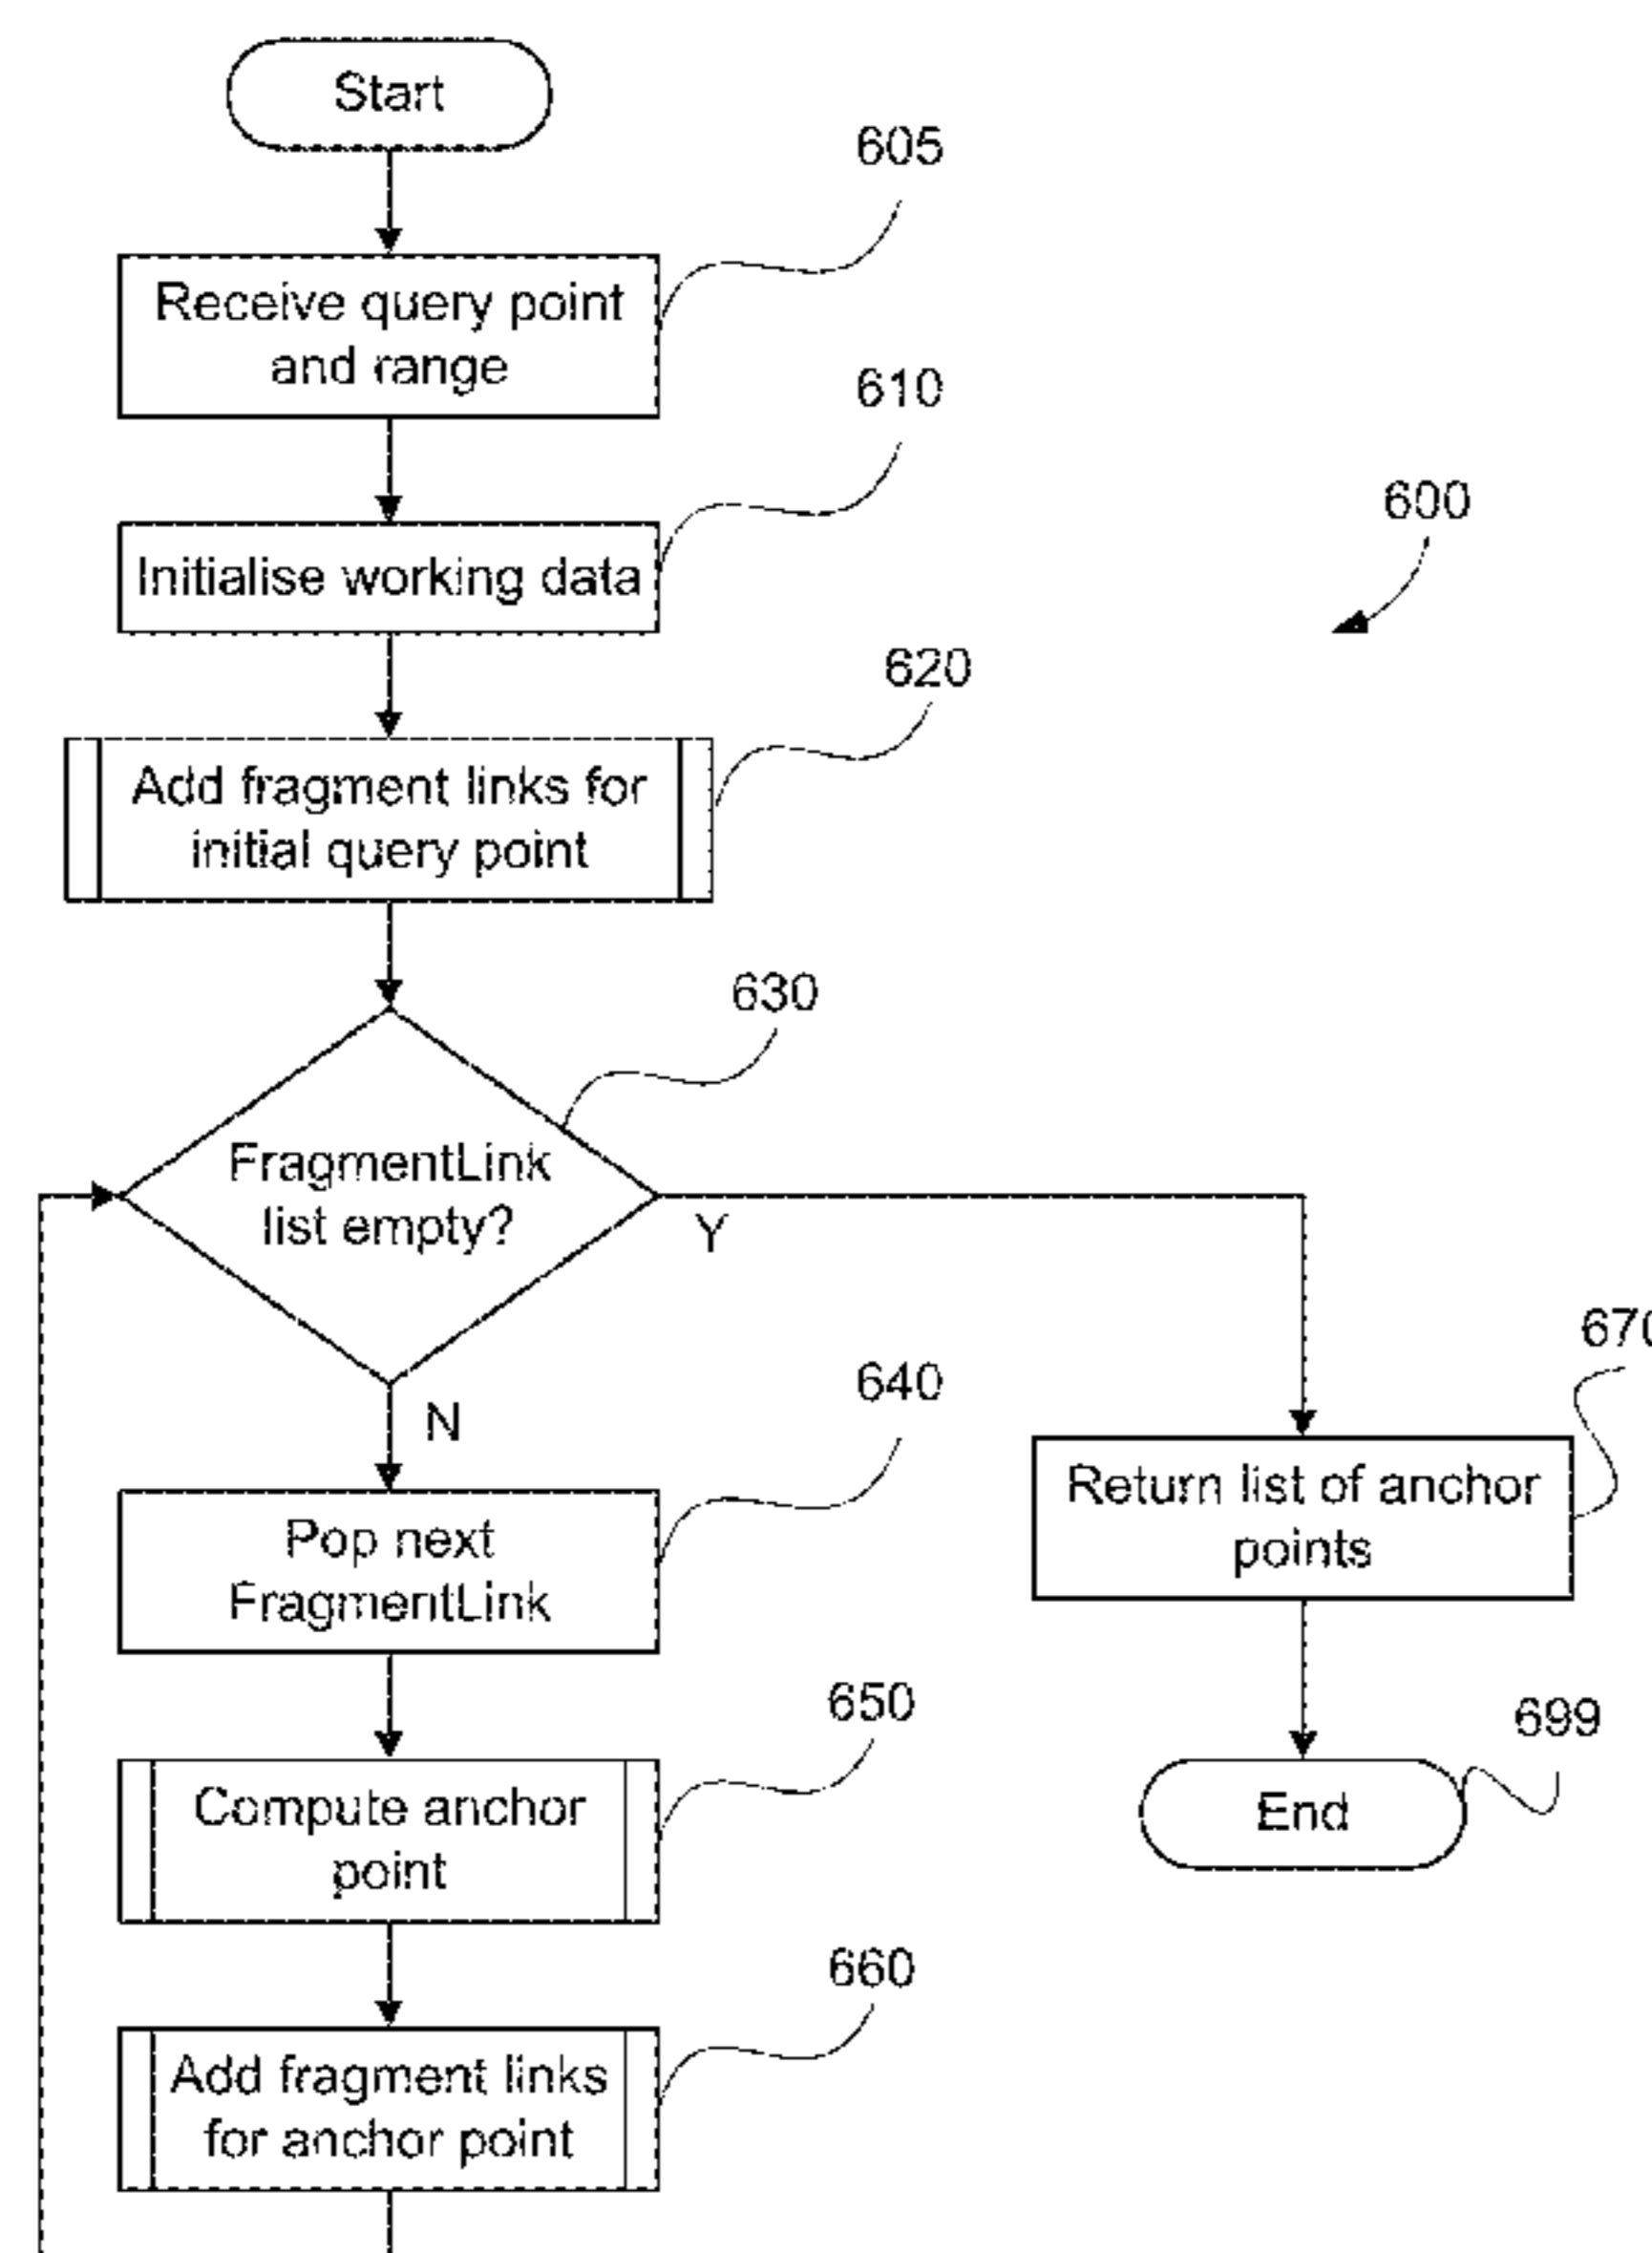 Start
605
Receive query point
and range
610
Initialise working data
600
620
Add fragment links for
initial query point
630
FragmentLink
list empty?
Y
N
640
Pop next
FragmentLink
670
Return list of anchor
points
650
Compute anchor
point
699
End
660
Add fragment links
for anchor point